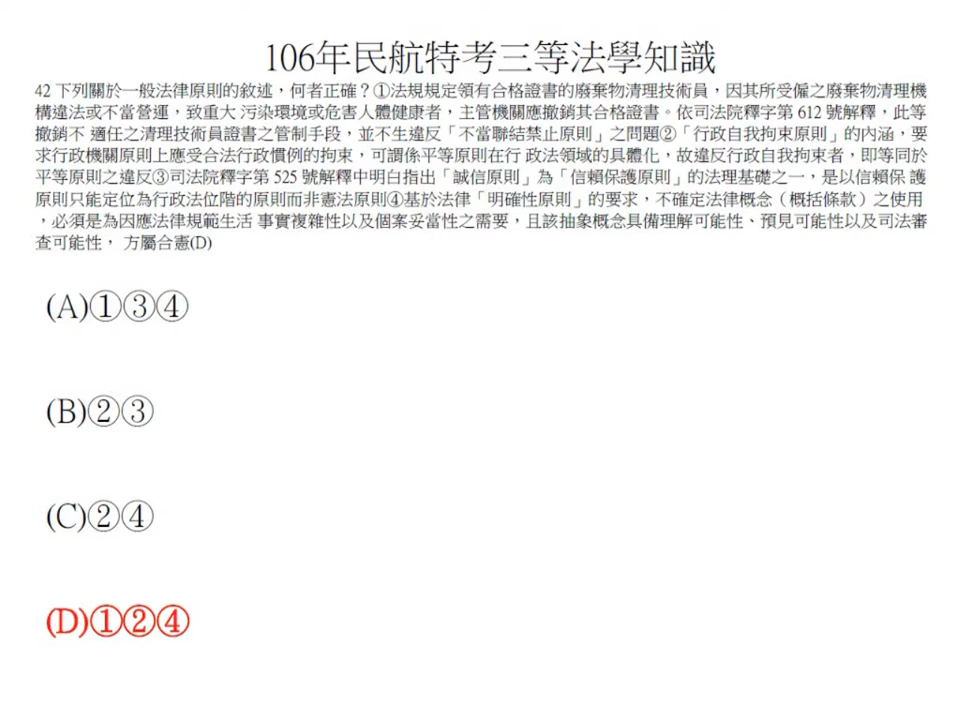 106年民航特考三等法學知識
42 下列關於一般法律原則的敘述，何者正確？①法規規定領有合格證書的廢棄物清理技術員，因其所受僱之廢棄物清理機
構違法或不當營運，致重大 污染環境或危害人體健康者，主管機關應撤銷其合格證書。依司法院釋字第 612 號解釋，此等
撤銷不 適任之清理技術員證書之管制手段，並不生違反「不當聯結禁止原則」之問題②「行政自我拘束原則」的內涵，要
求行政機關原則上應受合法行政慣例的拘束，可謂係平等原則在行 政法領域的具體化，故違反行政自我拘束者，即等同於
平等原則之違反③司法院釋字第 525 號解釋中明白指出「誠信原則」為「信賴保護原則」的法理基礎之一，是以信賴保 護
原則只能定位為行政法位階的原則而非憲法原則④基於法律「明確性原則」的要求，不確定法律概念（概括條款）之使用
，必須是為因應法律規範生活 事實複雜性以及個案妥當性之需要，且該抽象概念具備理解可能性、預見可能性以及司法審
查可能性， 方屬合憲(D)
(A)①③④
(B)②③
(C)②④
(D)①②④